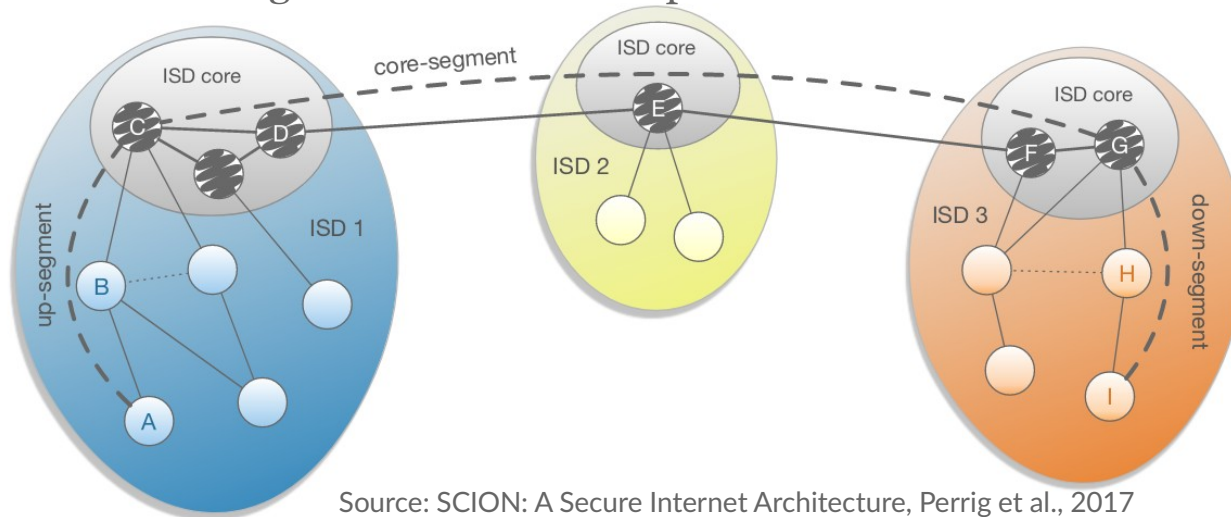 ISD core
core-segment
ISD core
ISD core
C
D
E
F
G
ISD 2
up-segment
ISD 1
ISD 3
down-segment
B
H
A
I
Source: SCION: A Secure Internet Architecture, Perrig et al., 2017